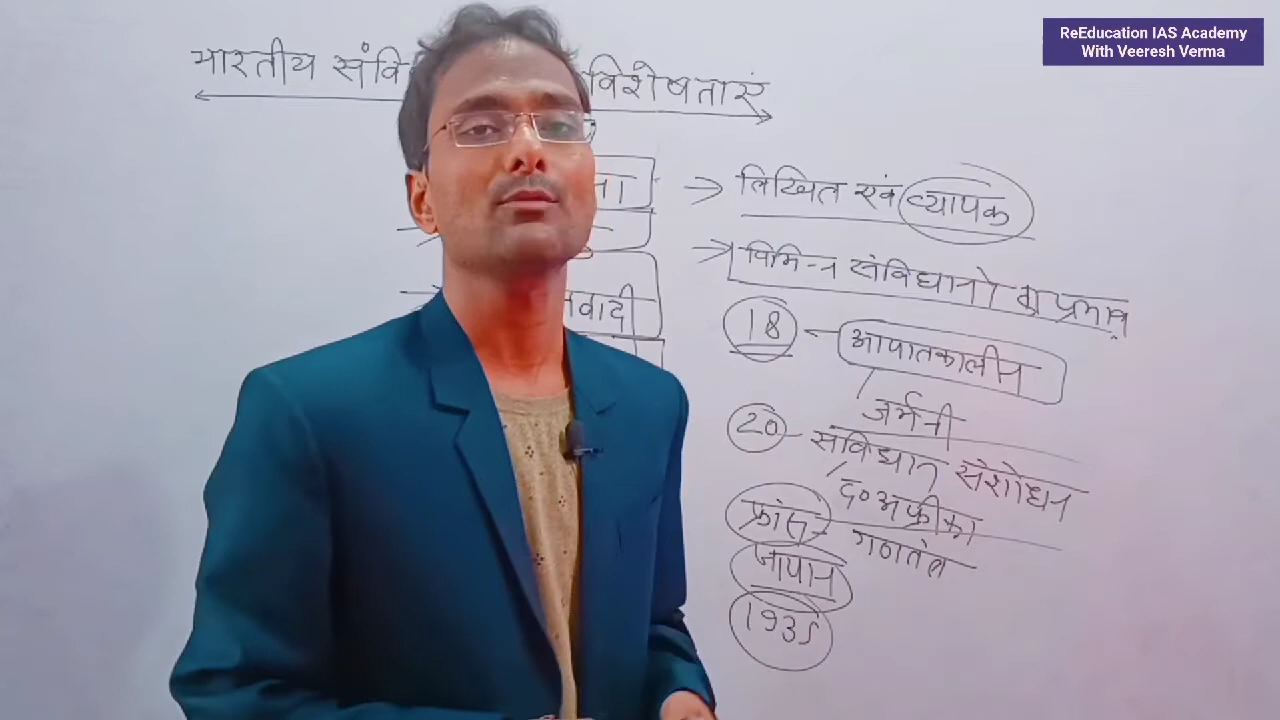 ReEducation IAS Academy
With Veeresh Verma
भारतीय संवि विशेषताएं
ना
वादी
→ लिखित एवं व्यापक
→ विभिन्न संविधानो का प्रभाव
18 - आपातकालीन
जर्मनी
20 - संविधान संशोधन
द० अफ्रीका
फ्रांस - गणतंत्र
जापान
1935